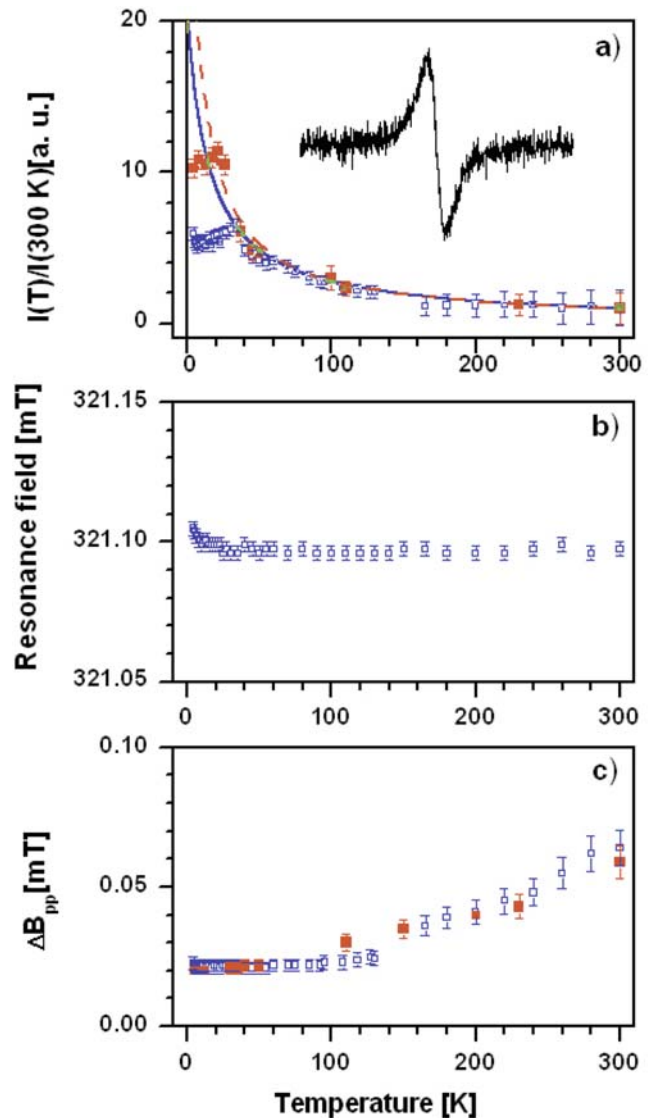 a)
I(T)/I(300 K)[a. u.]
20
10
0
0 100 200 300
b)
Resonance field [mT]
321.15
321.10
321.05
0 100 200 300
c)
ΔBpp[mT]
0.10
0.05
0.00
0 100 200 300
Temperature [K]